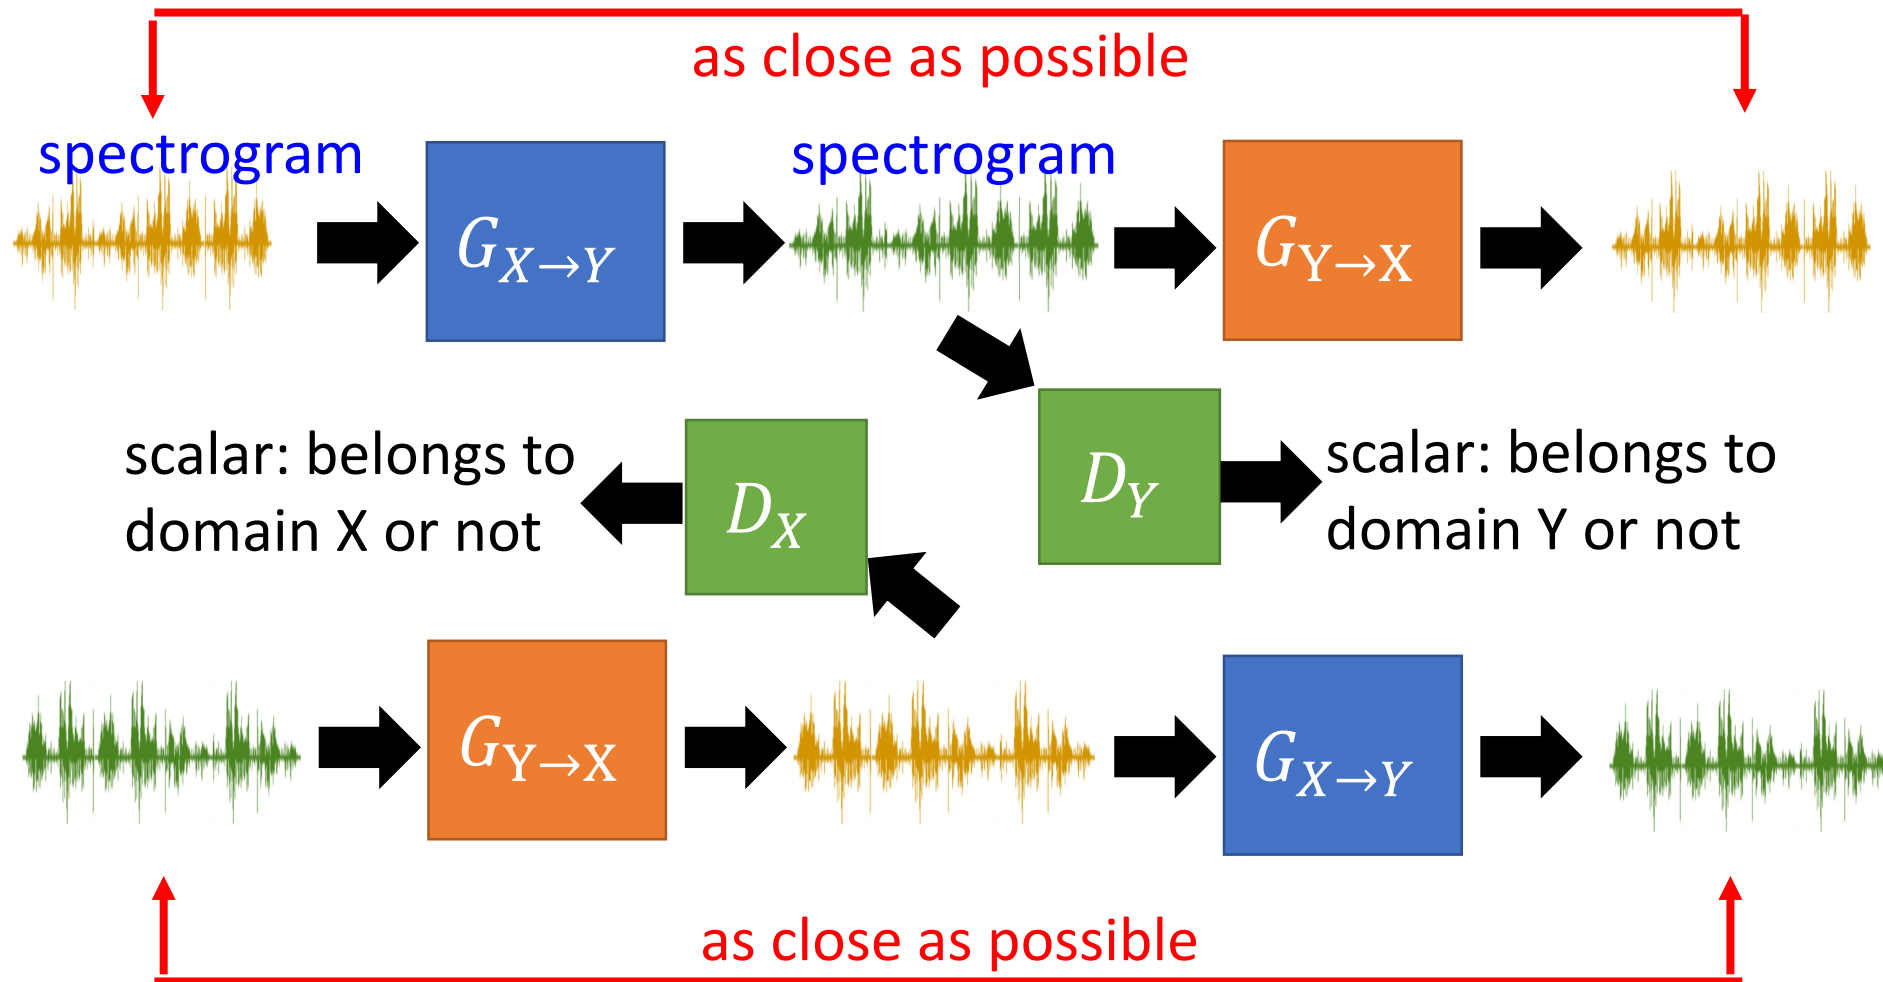 as close as possible
spectrogram
spectrogram
G_{X→Y}
G_{Y→X}
scalar: belongs to
domain X or not
D_X
D_Y
scalar: belongs to
domain Y or not
G_{Y→X}
G_{X→Y}
as close as possible